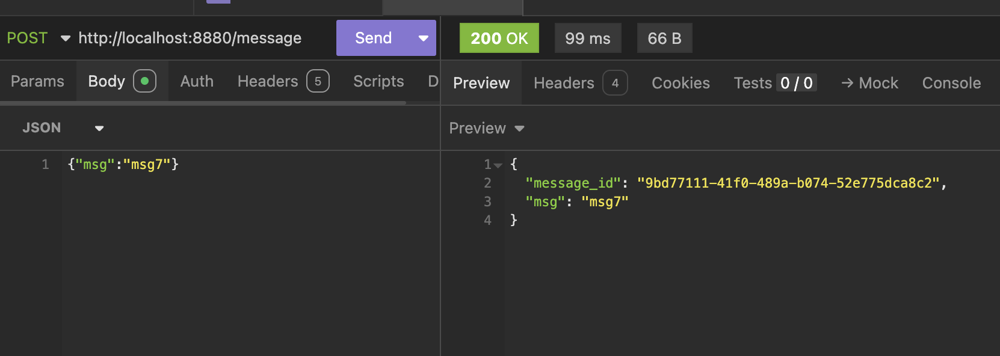 POST http://localhost:8880/message Send 200 OK 99 ms 66 B
Params Body Auth Headers 5 Scripts D Preview Headers 4 Cookies Tests 0 / 0 → Mock Console
JSON Preview
1 {"msg":"msg7"}
1 {
2 "message_id": "9bd77111-41f0-489a-b074-52e775dca8c2",
3 "msg": "msg7"
4 }